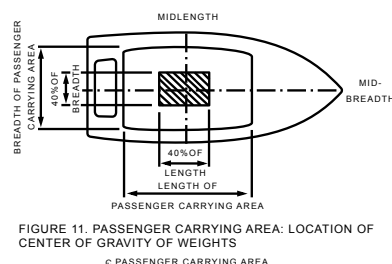 MIDLENGTH
BREADTH OF PASSENGER
CARRYING AREA
40%OF
BREADTH
MID-
BREADTH
40%OF
LENGTH
LENGTH OF
PASSENGER CARRYING AREA
FIGURE 11. PASSENGER CARRYING AREA: LOCATION OF
CENTER OF GRAVITY OF WEIGHTS
PASSENGER CARRYING AREA